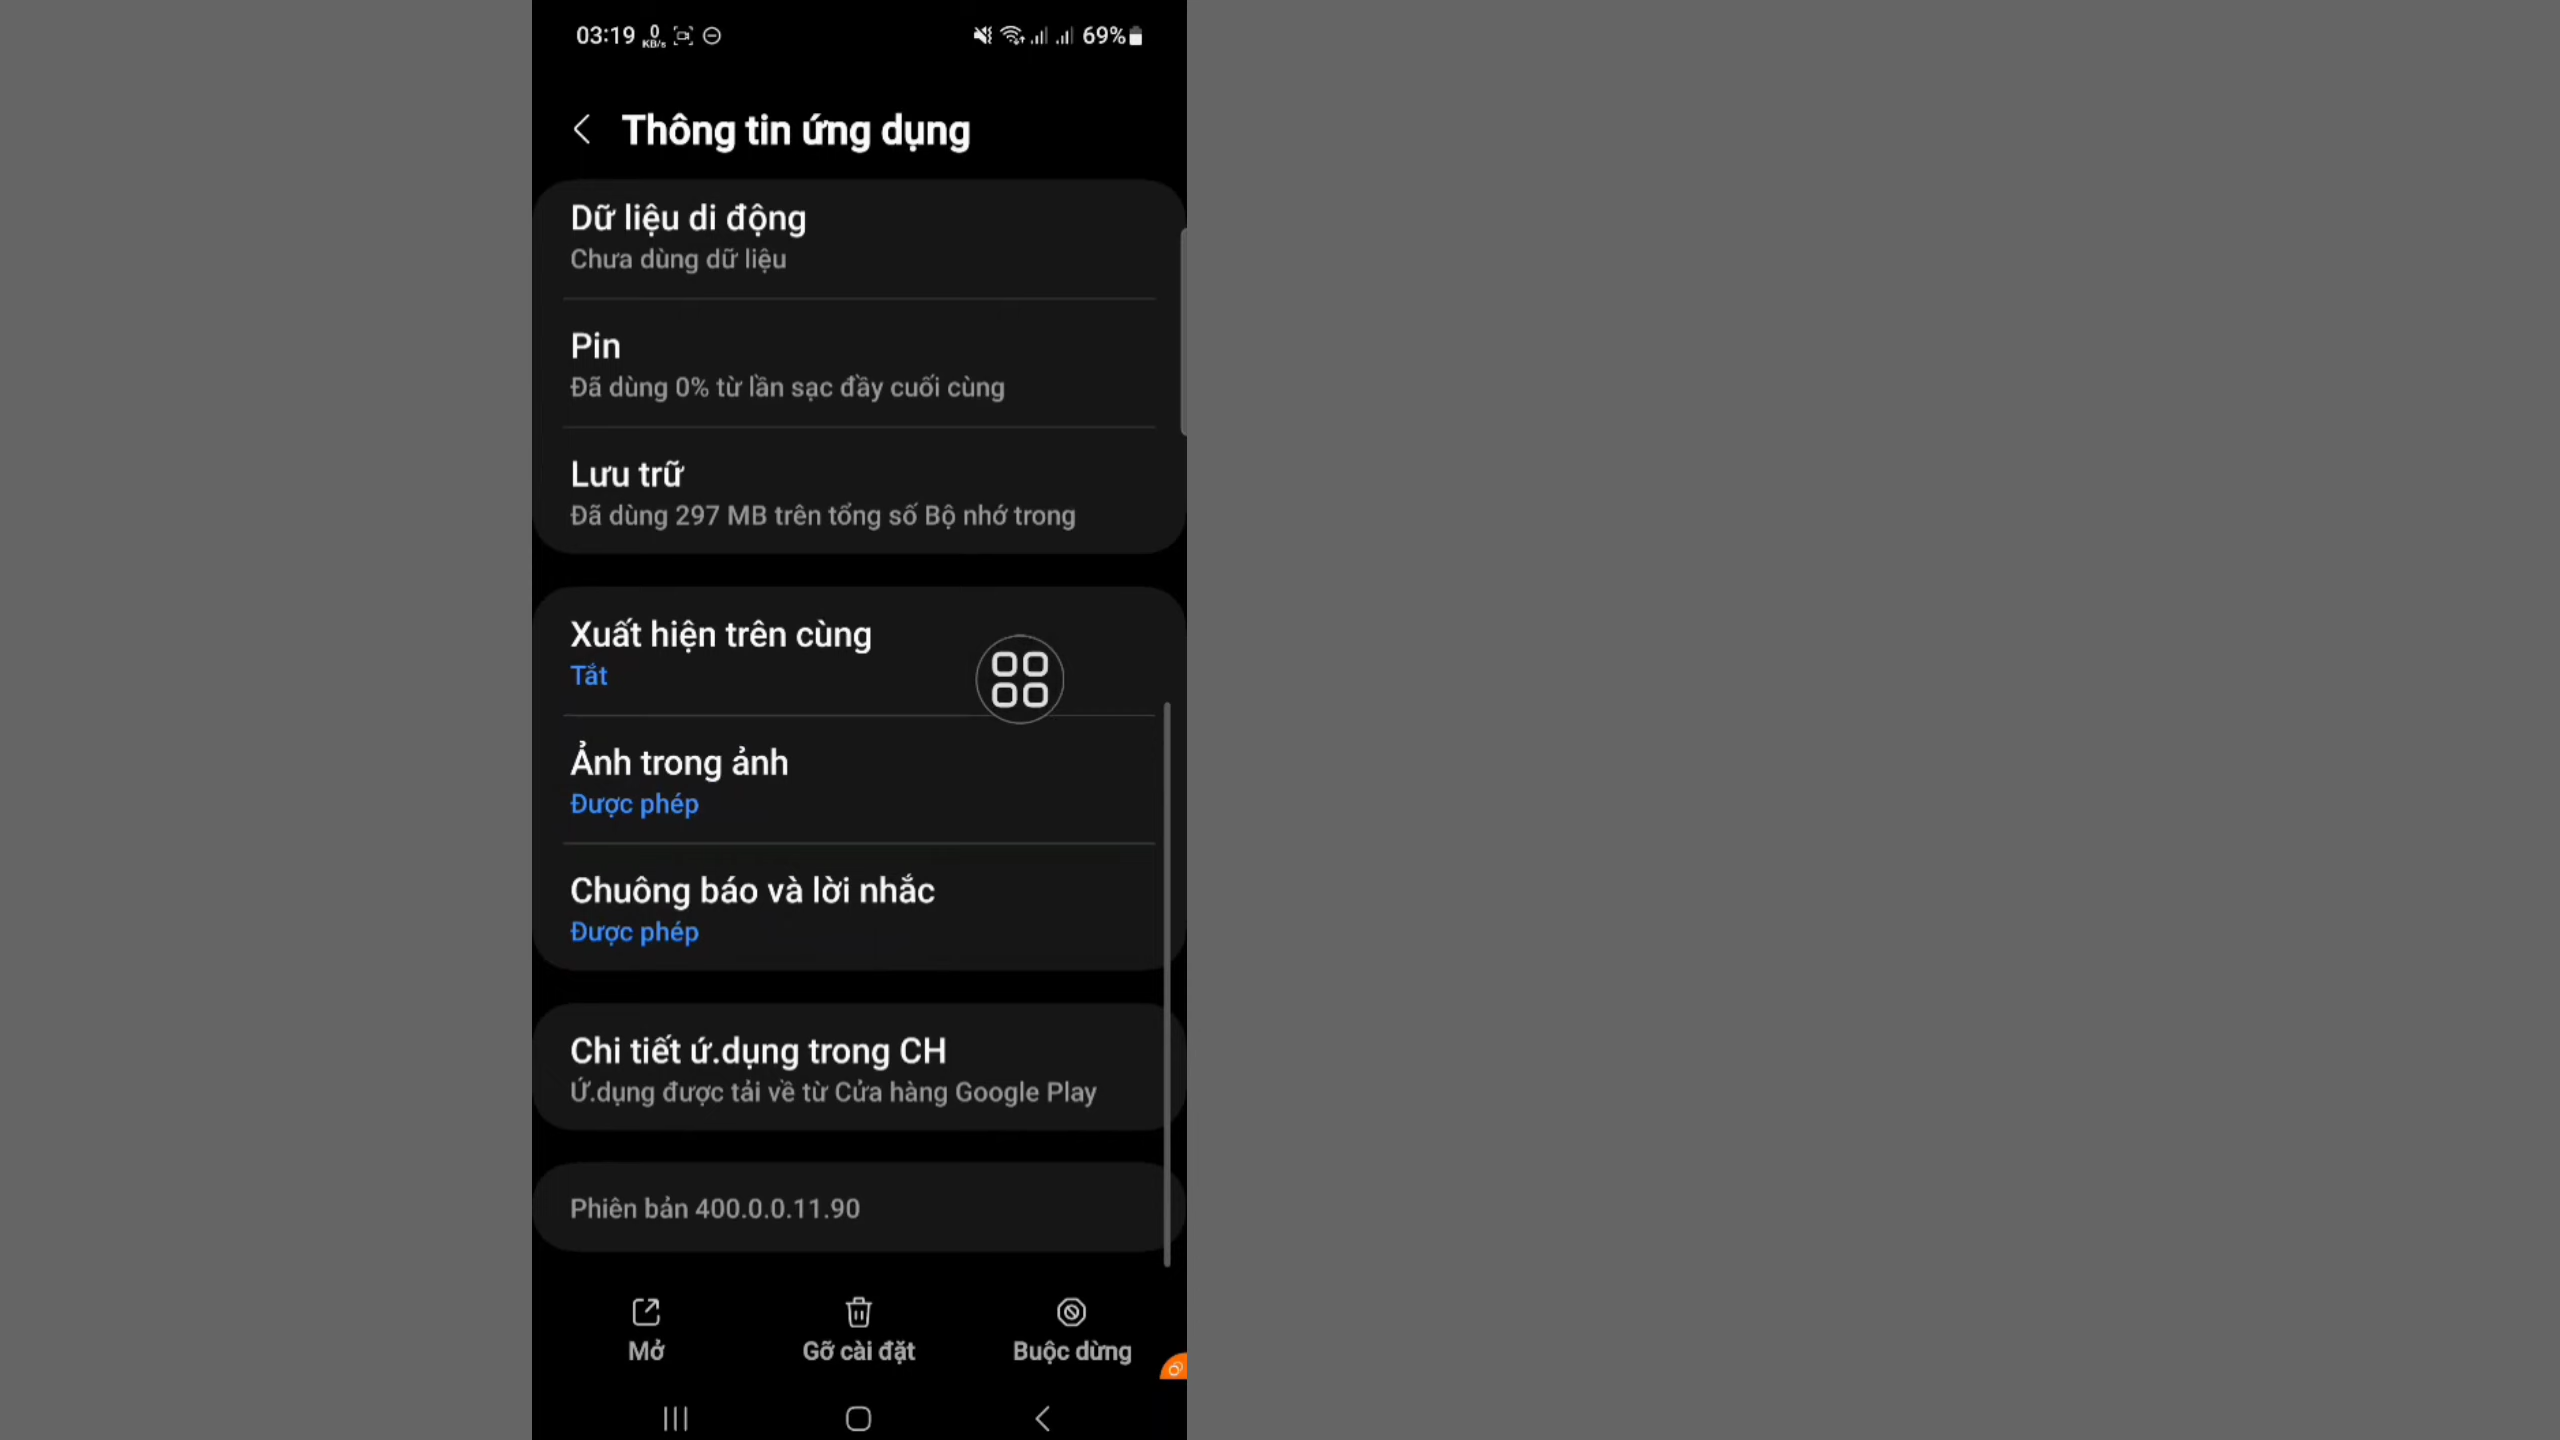 03:19 0 KB/s 69%
Thông tin ứng dụng
Dữ liệu di động
Chưa dùng dữ liệu
Pin
Đã dùng 0% từ lần sạc đầy cuối cùng
Lưu trữ
Đã dùng 297 MB trên tổng số Bộ nhớ trong
Xuất hiện trên cùng
Tắt
Ảnh trong ảnh
Được phép
Chuông báo và lời nhắc
Được phép
Chi tiết ứ.dụng trong CH
Ứ.dụng được tải về từ Cửa hàng Google Play
Phiên bản 400.0.0.11.90
Mở Gỡ cài đặt Buộc dừng